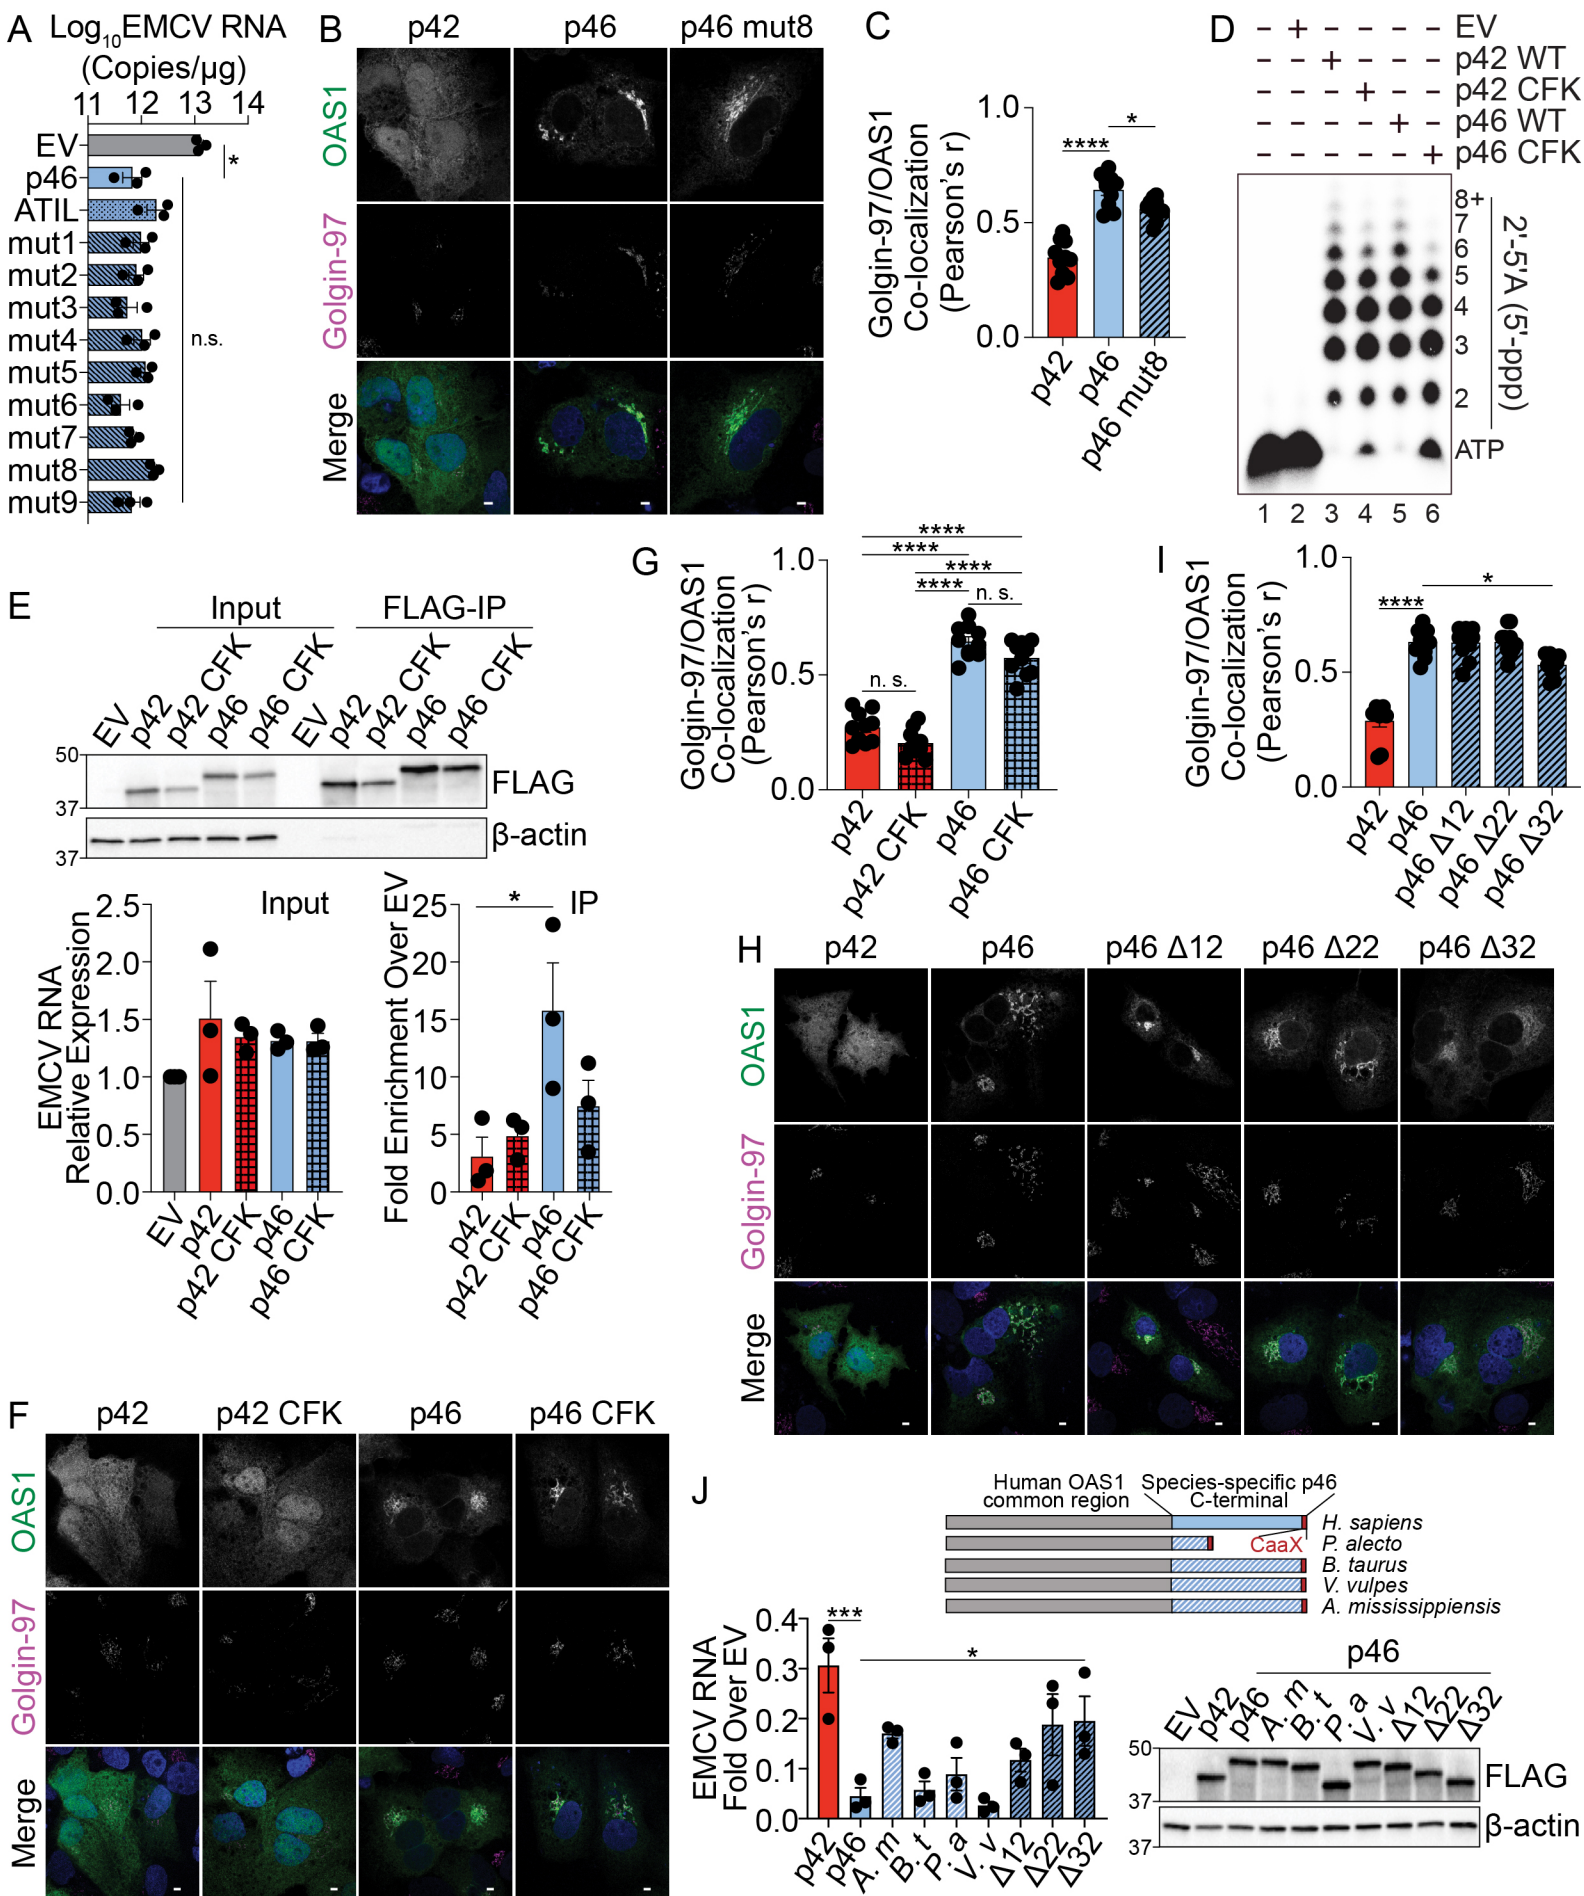 A
Log10EMCV RNA
(Copies/µg)
11 12 13 14
EV
p46
ATIL
mut1
mut2
mut3
mut4
mut5
mut6
mut7
mut8
mut9
*
n.s.
B
p42 p46 p46 mut8
OAS1
Golgin-97
Merge
C
Golgin-97/OAS1
Co-localization
(Pearson's r)
1.0
0.5
0.0
**** *
p42 p46 p46 mut8
D
– + – – – – EV
– – + – – – p42 WT
– – – + – – p42 CFK
– – – – + – p46 WT
– – – – – + p46 CFK
8+
7
6
5
4
3
2
ATP
2'-5'A (5'-ppp)
1 2 3 4 5 6
E
Input FLAG-IP
EV p42 p42 CFK p46 p46 CFK EV p42 p42 CFK p46 p46 CFK
50
37
FLAG
37
β-actin
Input
EMCV RNA
Relative Expression
2.5
2.0
1.5
1.0
0.5
0.0
EV p42 p42 CFK p46 p46 CFK
IP
Fold Enrichment Over EV
25
20
15
10
5
0
*
p42 p42 CFK p46 p46 CFK
F
p42 p42 CFK p46 p46 CFK
OAS1
Golgin-97
Merge
G
Golgin-97/OAS1
Co-localization
(Pearson's r)
1.0
0.5
0.0
****
****
****
****
n. s.
n. s.
p42 p42 CFK p46 p46 CFK
H
p42 p46 p46 Δ12 p46 Δ22 p46 Δ32
OAS1
Golgin-97
Merge
I
Golgin-97/OAS1
Co-localization
(Pearson's r)
1.0
0.5
0.0
*
****
p42 p46 p46 Δ12 p46 Δ22 p46 Δ32
J
Human OAS1
common region
Species-specific p46
C-terminal
H. sapiens
CaaX
P. alecto
B. taurus
V. vulpes
A. mississippiensis
EMCV RNA
Fold Over EV
0.4
0.3
0.2
0.1
0.0
***
*
p42 p46 A. m B. t P. a V. v Δ12 Δ22 Δ32
p46
EV p42 p46 A. m B. t P. a V. v Δ12 Δ22 Δ32
50
37
FLAG
37
β-actin